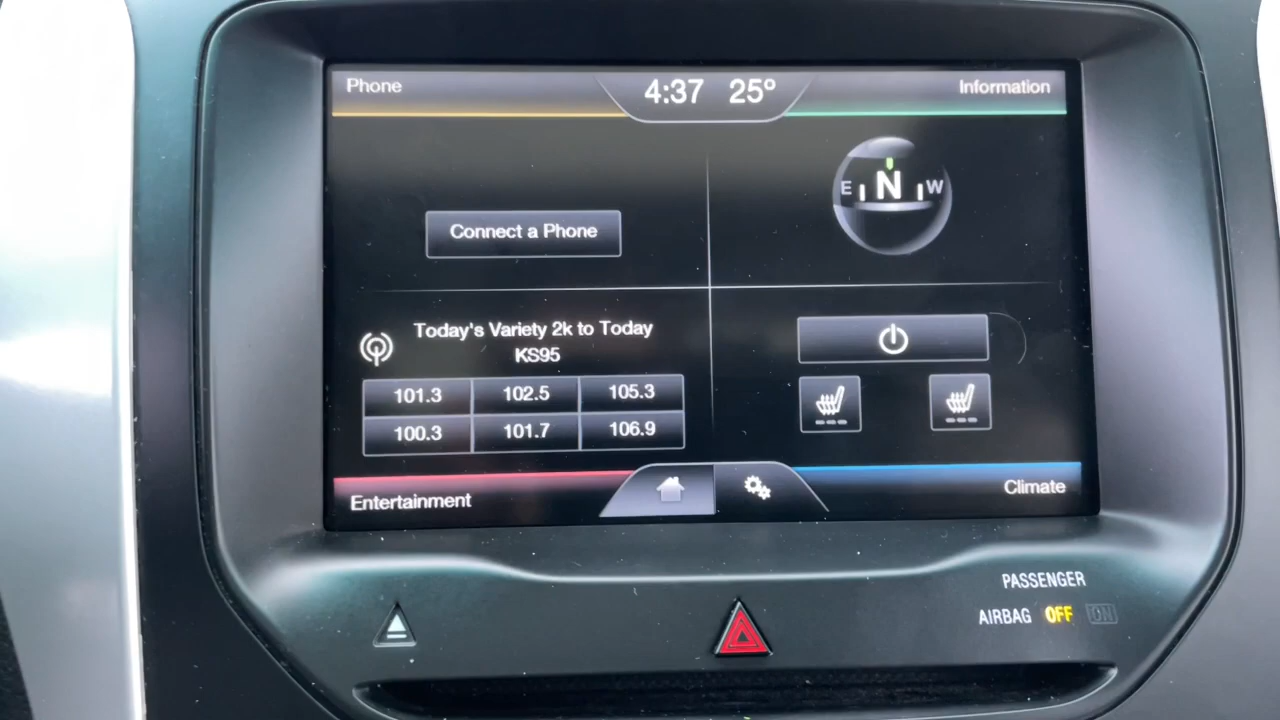 Phone
4:37 25°
Information
E N W
Connect a Phone
Today's Variety 2k to Today
KS95
101.3 102.5 105.3
100.3 101.7 106.9
Entertainment
Climate
PASSENGER
AIRBAG OFF ON